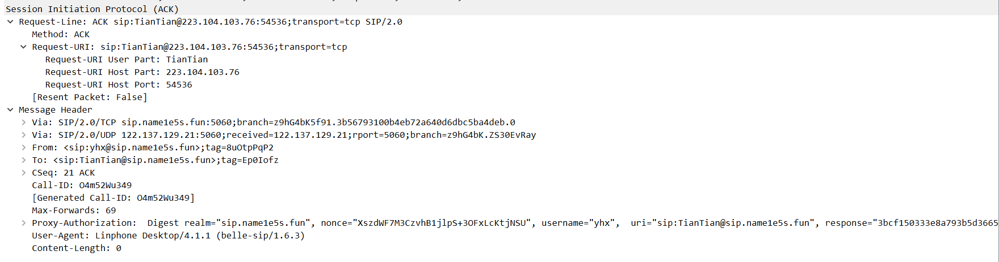 Session Initiation Protocol (ACK)
Request-Line: ACK sip:TianTian@223.104.103.76:54536;transport=tcp SIP/2.0
Method: ACK
Request-URI: sip:TianTian@223.104.103.76:54536;transport=tcp
Request-URI User Part: TianTian
Request-URI Host Part: 223.104.103.76
Request-URI Host Port: 54536
[Resent Packet: False]
Message Header
Via: SIP/2.0/TCP sip.name1e5s.fun:5060;branch=z9hG4bK5f91.3b56793100b4eb72a640d6dbc5ba4deb.0
Via: SIP/2.0/UDP 122.137.129.21:5060;received=122.137.129.21;rport=5060;branch=z9hG4bK.ZS30EvRay
From: <sip:yhx@sip.name1e5s.fun>;tag=8uOtpPqP2
To: <sip:TianTian@sip.name1e5s.fun>;tag=Ep0Iofz
CSeq: 21 ACK
Call-ID: O4m52Wu349
[Generated Call-ID: O4m52Wu349]
Max-Forwards: 69
Proxy-Authorization:  Digest realm="sip.name1e5s.fun", nonce="XszdWF7M3CzvhB1jlpS+3OFxLcKtjNSU", username="yhx",  uri="sip:TianTian@sip.name1e5s.fun", response="3bcf150333e8a793b5d3665
User-Agent: Linphone Desktop/4.1.1 (belle-sip/1.6.3)
Content-Length: 0